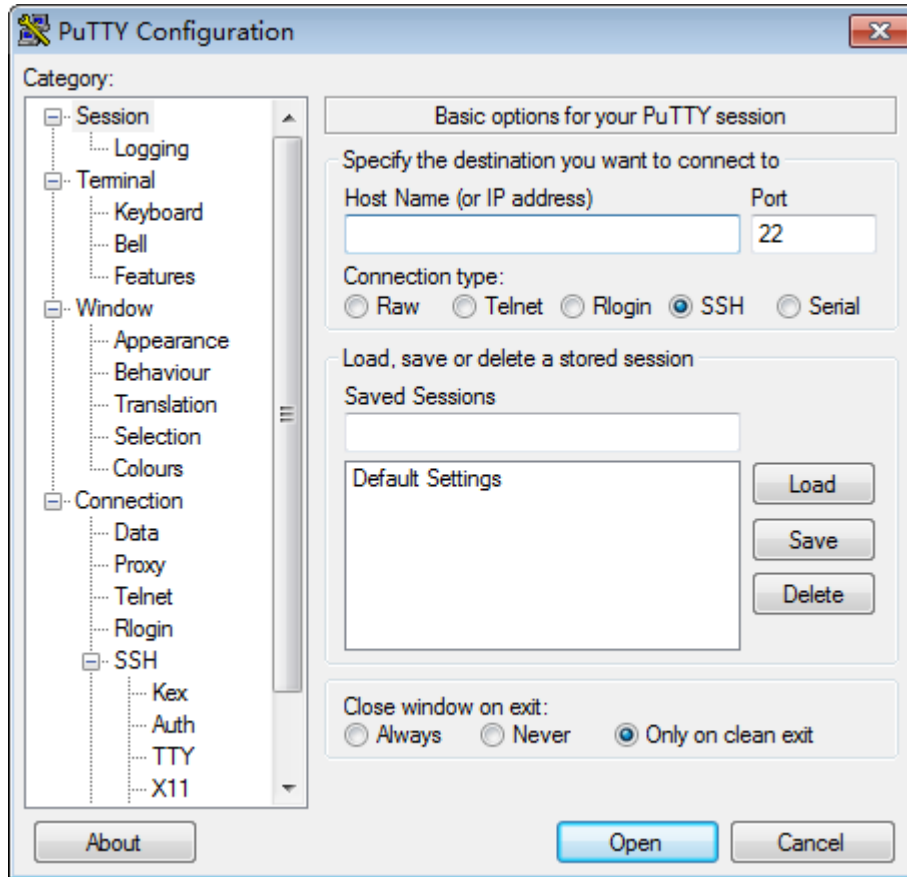 PuTTY Configuration
Category:
Session
Logging
Terminal
Keyboard
Bell
Features
Window
Appearance
Behaviour
Translation
Selection
Colours
Connection
Data
Proxy
Telnet
Rlogin
SSH
Kex
Auth
TTY
X11
Basic options for your PuTTY session
Specify the destination you want to connect to
Host Name (or IP address) Port
22
Connection type:
Raw Telnet Rlogin SSH Serial
Load, save or delete a stored session
Saved Sessions
Default Settings
Load
Save
Delete
Close window on exit:
Always Never Only on clean exit
About Open Cancel